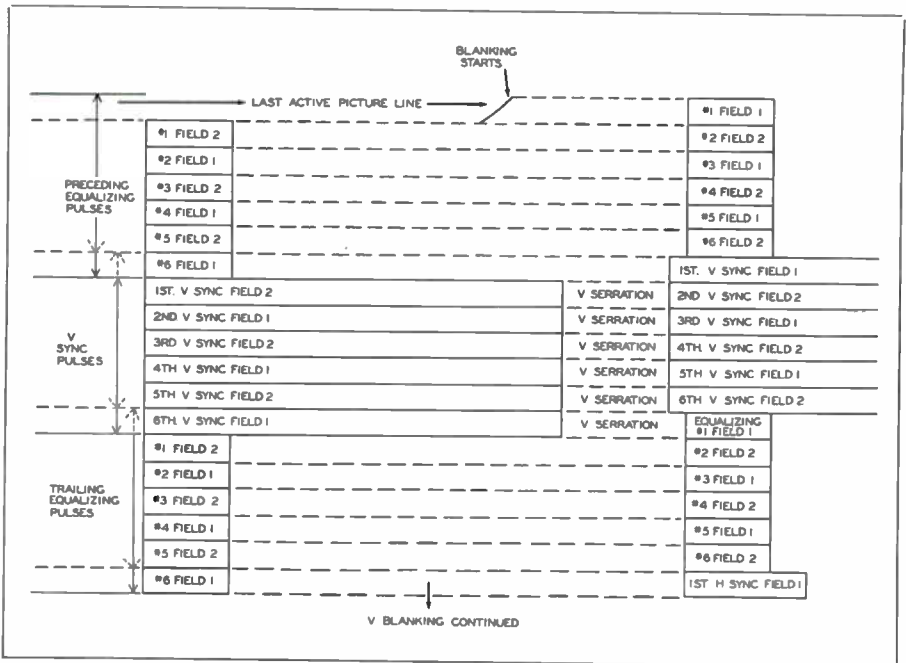 BLANKING
STARTS
LAST ACTIVE PICTURE LINE
#1 FIELD 1
#1 FIELD 2
#2 FIELD 2
#2 FIELD 1
#3 FIELD 1
PRECEDING
EQUALIZING
PULSES
#3 FIELD 2
#4 FIELD 2
#4 FIELD 1
#5 FIELD 1
#5 FIELD 2
#6 FIELD 2
#6 FIELD 1
1ST. V SYNC FIELD 1
1ST. V SYNC FIELD 2
V SERRATION
2ND V SYNC FIELD 2
2ND V SYNC FIELD 1
V SERRATION
3RD V SYNC FIELD 1
V
SYNC
PULSES
3RD V SYNC FIELD 2
V SERRATION
4TH. V SYNC FIELD 2
4TH V SYNC FIELD 1
V SERRATION
5TH V SYNC FIELD 1
5TH V SYNC FIELD 2
V SERRATION
6TH V SYNC FIELD 2
6TH. V SYNC FIELD 1
V SERRATION
EQUALIZING
#1 FIELD 1
#1 FIELD 2
#2 FIELD 2
#2 FIELD 1
#3 FIELD 1
TRAILING
EQUALIZING
PULSES
#3 FIELD 2
#4 FIELD 2
#4 FIELD 1
#5 FIELD 1
#5 FIELD 2
#6 FIELD 2
#6 FIELD 1
1ST H SYNC FIELD 1
V BLANKING CONTINUED